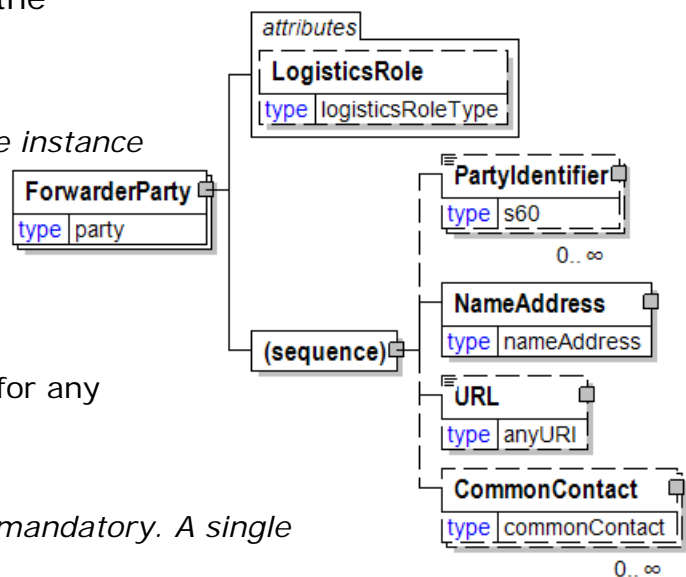 the
attributes
LogisticsRole
type logisticsRoleType
e instance
ForwarderParty
type party
PartyIdentifier
type s60
0.. ∞
NameAddress
type nameAddress
(sequence)
for any
URL
type anyURI
CommonContact
type commonContact
mandatory. A single
0.. ∞